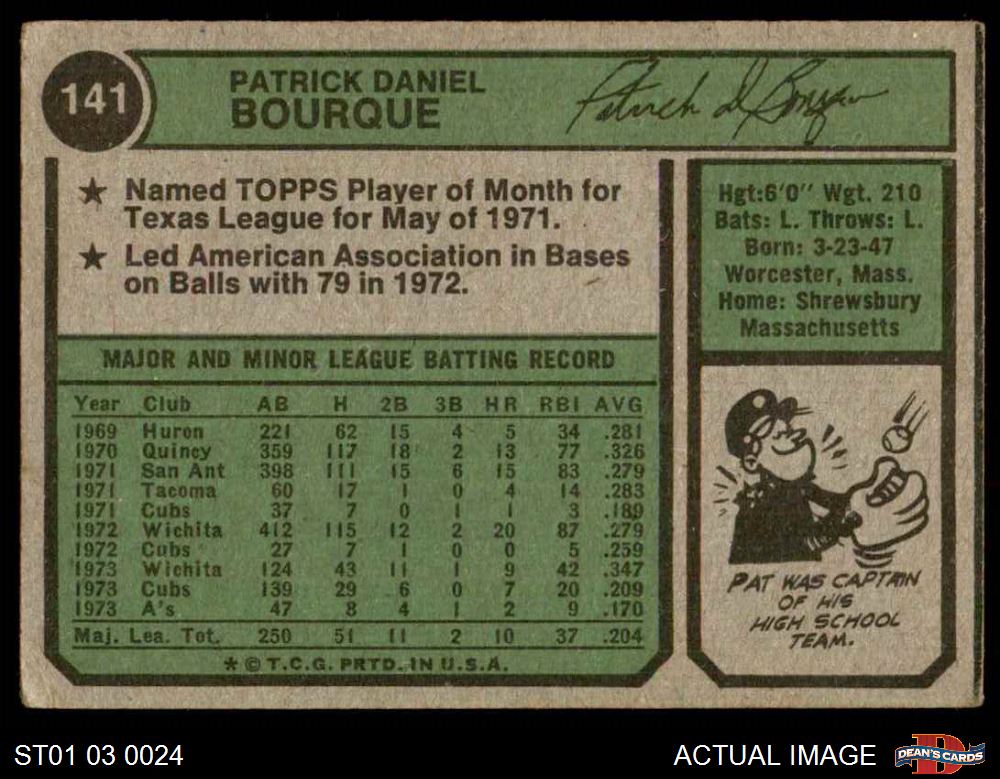 141
PATRICK DANIEL
BOURQUE
Patrick D Bourque
★ Named TOPPS Player of Month for
Texas League for May of 1971.
★ Led American Association in Bases
on Balls with 79 in 1972.
Hgt:6'0" Wgt. 210
Bats: L. Throws: L.
Born: 3-23-47
Worcester, Mass.
Home: Shrewsbury
Massachusetts
MAJOR AND MINOR LEAGUE BATTING RECORD
Year Club AB H 2B 3B HR RBI AVG
1969 Huron 221 62 15 4 5 34 .281
1970 Quincy 359 117 18 2 13 77 .326
1971 San Ant 398 111 15 6 15 83 .279
1971 Tacoma 60 17 1 0 4 14 .283
1971 Cubs 37 7 0 1 1 3 .189
1972 Wichita 412 115 12 2 20 87 .279
1972 Cubs 27 7 1 0 0 5 .259
1973 Wichita 124 43 11 1 9 42 .347
1973 Cubs 139 29 6 0 7 20 .209
1973 A's 47 8 4 1 2 9 .170
Maj. Lea. Tot. 250 51 11 2 10 37 .204
* © T.C.G. PRTD. IN U.S.A.
PAT WAS CAPTAIN
OF HIS
HIGH SCHOOL
TEAM.
ST01 03 0024
ACTUAL IMAGE
D
DEAN'S CARDS